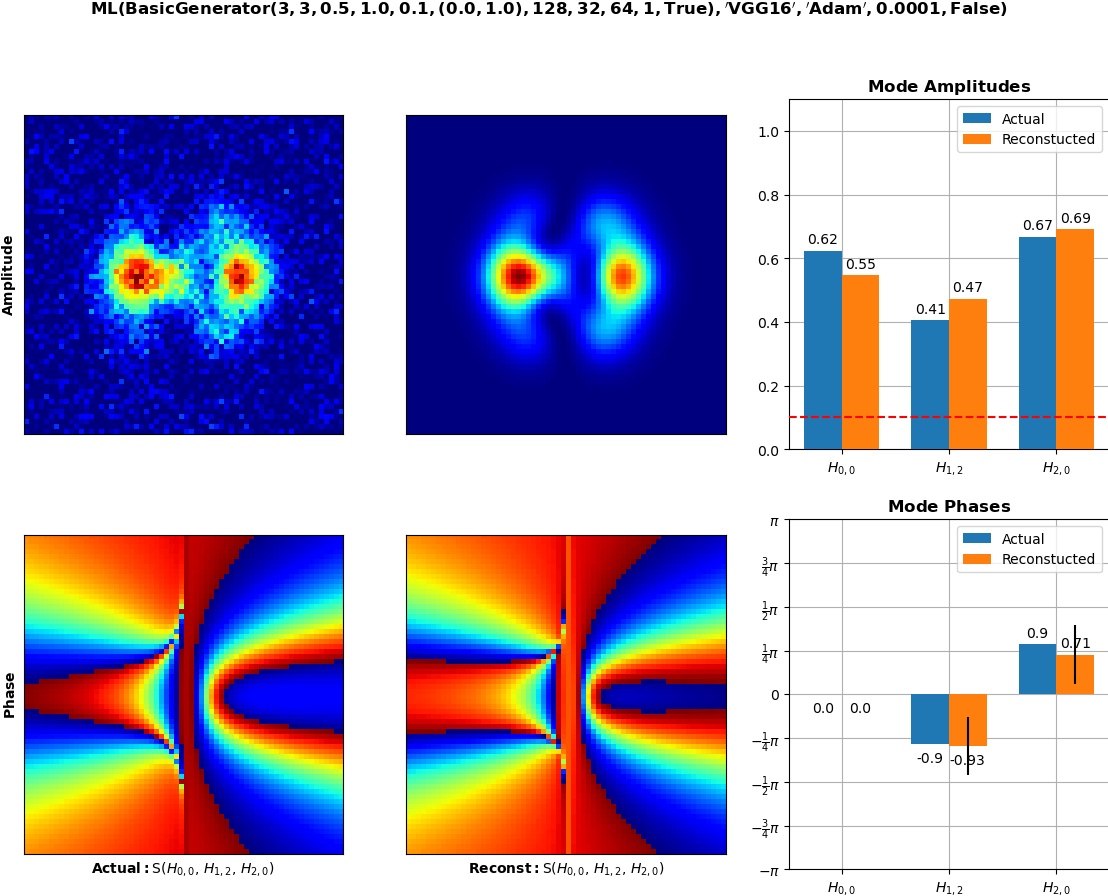 ML(BasicGenerator(3, 3, 0.5, 1.0, 0.1, (0.0, 1.0), 128, 32, 64, 1, True), ′VGG16′, ′Adam′, 0.0001, False)
Amplitude
Mode Amplitudes
Actual
Reconstucted
1.0
0.8
0.6
0.4
0.2
0.0
0.62
0.55
0.41
0.47
0.67
0.69
H₀,₀
H₁,₂
H₂,₀
Phase
Actual: S(H₀,₀, H₁,₂, H₂,₀)
Reconst: S(H₀,₀, H₁,₂, H₂,₀)
Mode Phases
Actual
Reconstucted
π
3/4π
1/2π
1/4π
0
−1/4π
−1/2π
−3/4π
−π
0.0
0.0
-0.9
-0.93
0.9
0.71
H₀,₀
H₁,₂
H₂,₀